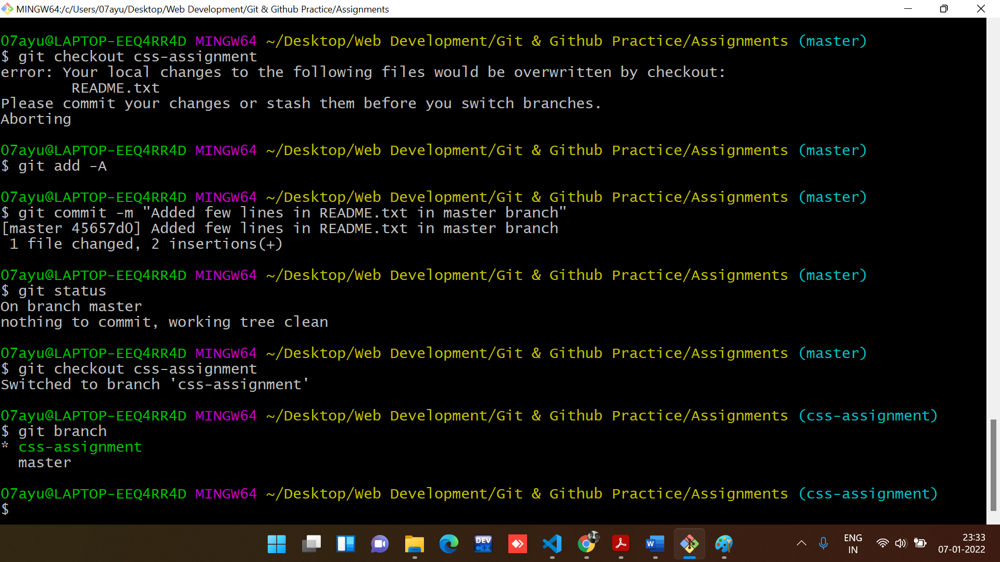 MINGW64:/c/Users/07ayu/Desktop/Web Development/Git & Github Practice/Assignments
07ayu@LAPTOP-EEQ4RR4D MINGW64 ~/Desktop/Web Development/Git & Github Practice/Assignments (master)
$ git checkout css-assignment
error: Your local changes to the following files would be overwritten by checkout:
        README.txt
Please commit your changes or stash them before you switch branches.
Aborting
07ayu@LAPTOP-EEQ4RR4D MINGW64 ~/Desktop/Web Development/Git & Github Practice/Assignments (master)
$ git add -A
07ayu@LAPTOP-EEQ4RR4D MINGW64 ~/Desktop/Web Development/Git & Github Practice/Assignments (master)
$ git commit -m "Added few lines in README.txt in master branch"
[master 45657d0] Added few lines in README.txt in master branch
 1 file changed, 2 insertions(+)
07ayu@LAPTOP-EEQ4RR4D MINGW64 ~/Desktop/Web Development/Git & Github Practice/Assignments (master)
$ git status
On branch master
nothing to commit, working tree clean
07ayu@LAPTOP-EEQ4RR4D MINGW64 ~/Desktop/Web Development/Git & Github Practice/Assignments (master)
$ git checkout css-assignment
Switched to branch 'css-assignment'
07ayu@LAPTOP-EEQ4RR4D MINGW64 ~/Desktop/Web Development/Git & Github Practice/Assignments (css-assignment)
$ git branch
* css-assignment
  master
07ayu@LAPTOP-EEQ4RR4D MINGW64 ~/Desktop/Web Development/Git & Github Practice/Assignments (css-assignment)
$
DEV
C++
W
ENG
IN
23:33
07-01-2022